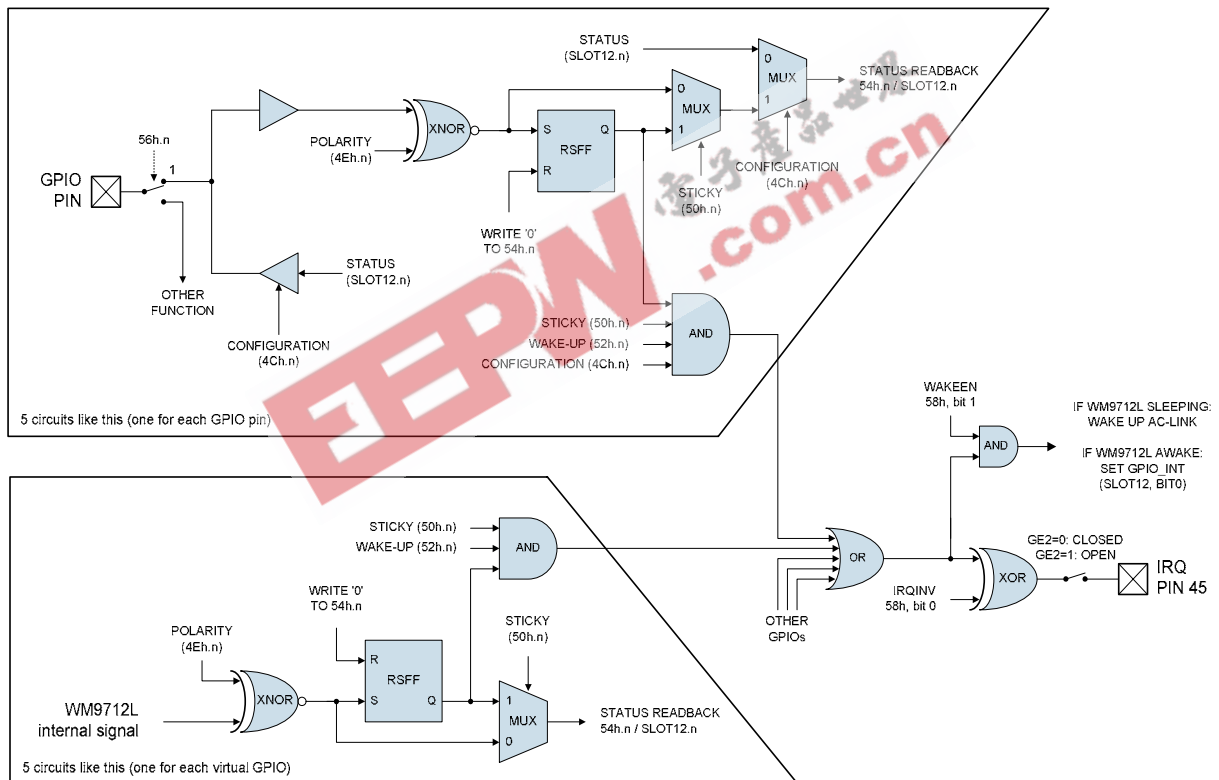 STATUS
(SLOT12.n)
0
MUX
1
STATUS READBACK
54h.n / SLOT12.n
0
MUX
1
XNOR
S
Q
RSFF
R
POLARITY
(4Eh.n)
56h.n
1
GPIO
PIN
CONFIGURATION
(4Ch.n)
STICKY
(50h.n)
WRITE '0'
TO 54h.n
STATUS
(SLOT12.n)
OTHER
FUNCTION
CONFIGURATION
(4Ch.n)
STICKY (50h.n)
WAKE-UP (52h.n)
CONFIGURATION (4Ch.n)
AND
5 circuits like this (one for each GPIO pin)
WAKEEN
58h, bit 1
AND
IF WM9712L SLEEPING:
WAKE UP AC-LINK
IF WM9712L AWAKE:
SET GPIO_INT
(SLOT12, BIT0)
STICKY (50h.n)
WAKE-UP (52h.n)
AND
OR
GE2=0: CLOSED
GE2=1: OPEN
XOR
IRQ
PIN 45
IRQINV
58h, bit 0
OTHER
GPIOs
WRITE '0'
TO 54h.n
STICKY
(50h.n)
POLARITY
(4Eh.n)
R
RSFF
S
Q
XNOR
1
MUX
0
STATUS READBACK
54h.n / SLOT12.n
WM9712L
internal signal
5 circuits like this (one for each virtual GPIO)
EEPW
.com.cn
電子產品世界